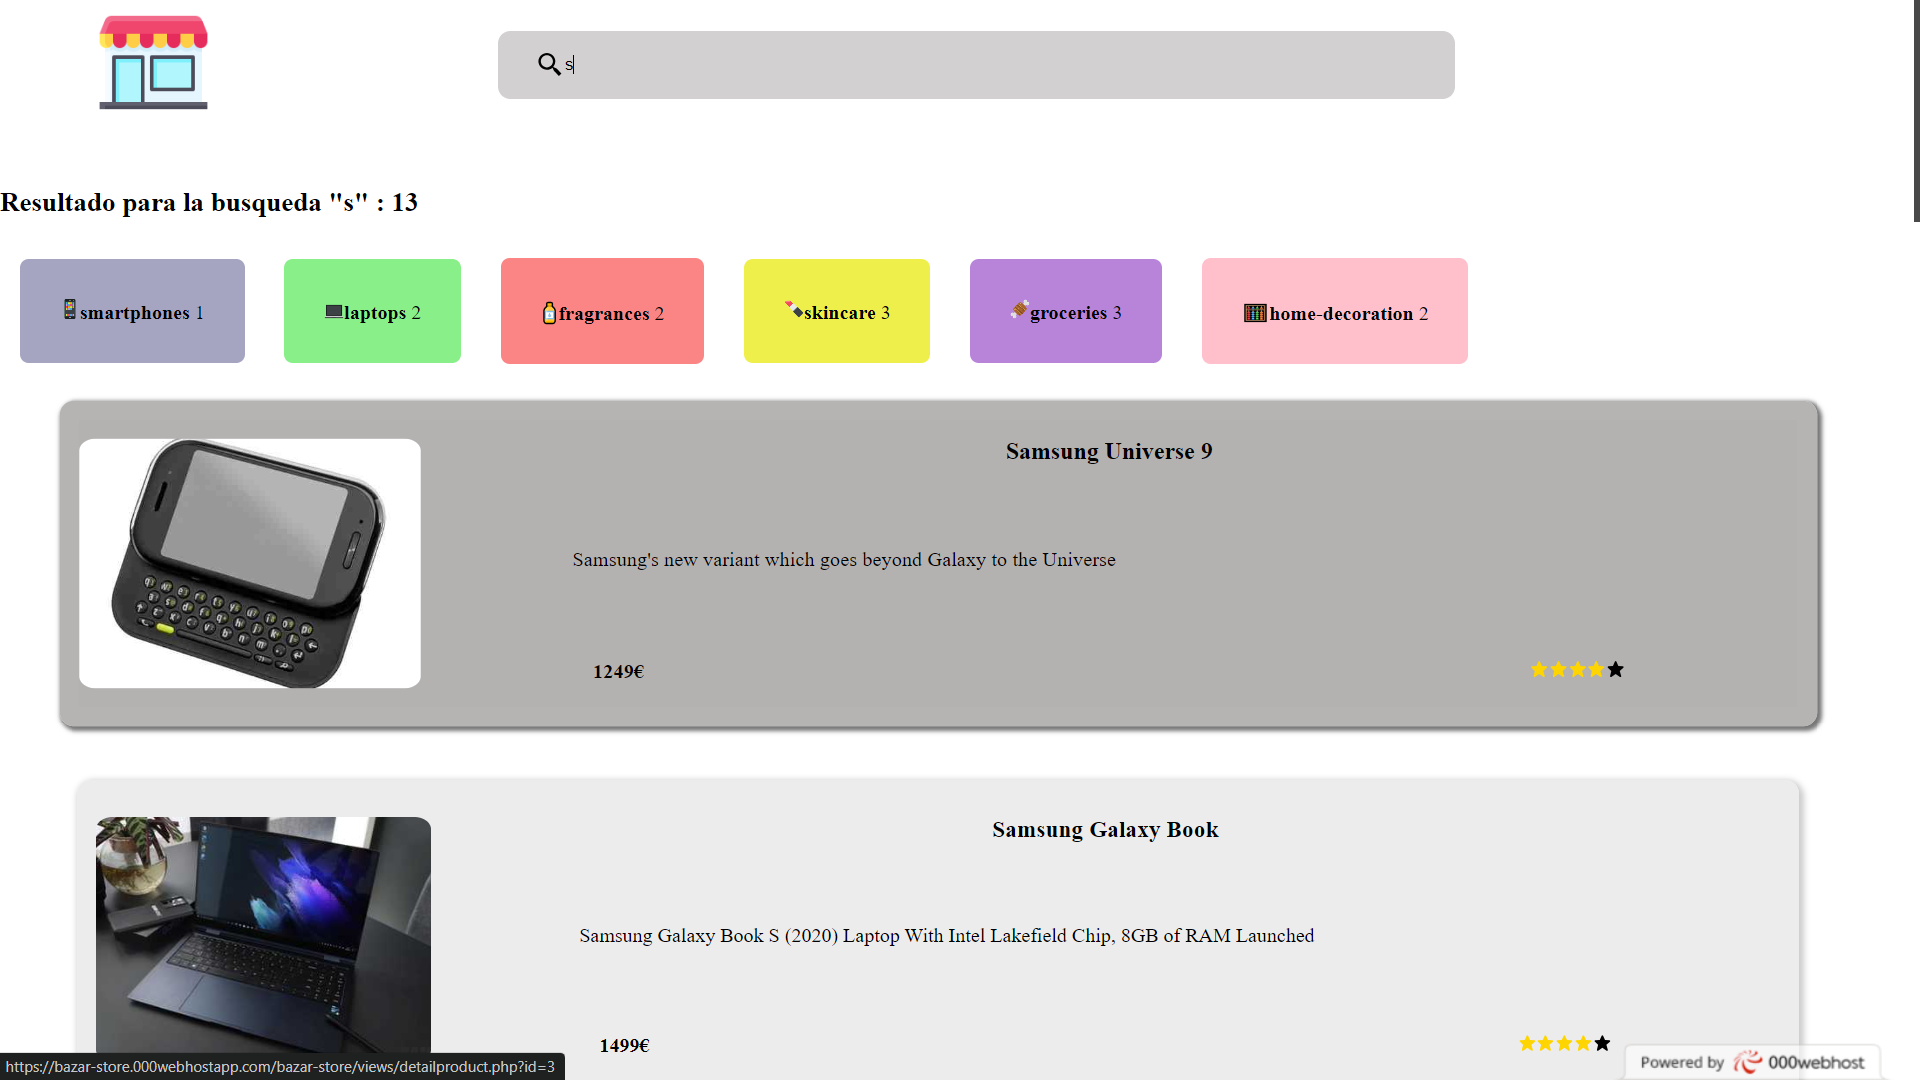 s
Resultado para la busqueda "s" : 13
smartphones 1
laptops 2
fragrances 2
skincare 3
groceries 3
home-decoration 2
Samsung Universe 9
Samsung's new variant which goes beyond Galaxy to the Universe
1249€
Samsung Galaxy Book
Samsung Galaxy Book S (2020) Laptop With Intel Lakefield Chip, 8GB of RAM Launched
1499€
https://bazar-store.000webhostapp.com/bazar-store/views/detailproduct.php?id=3
Powered by 000webhost